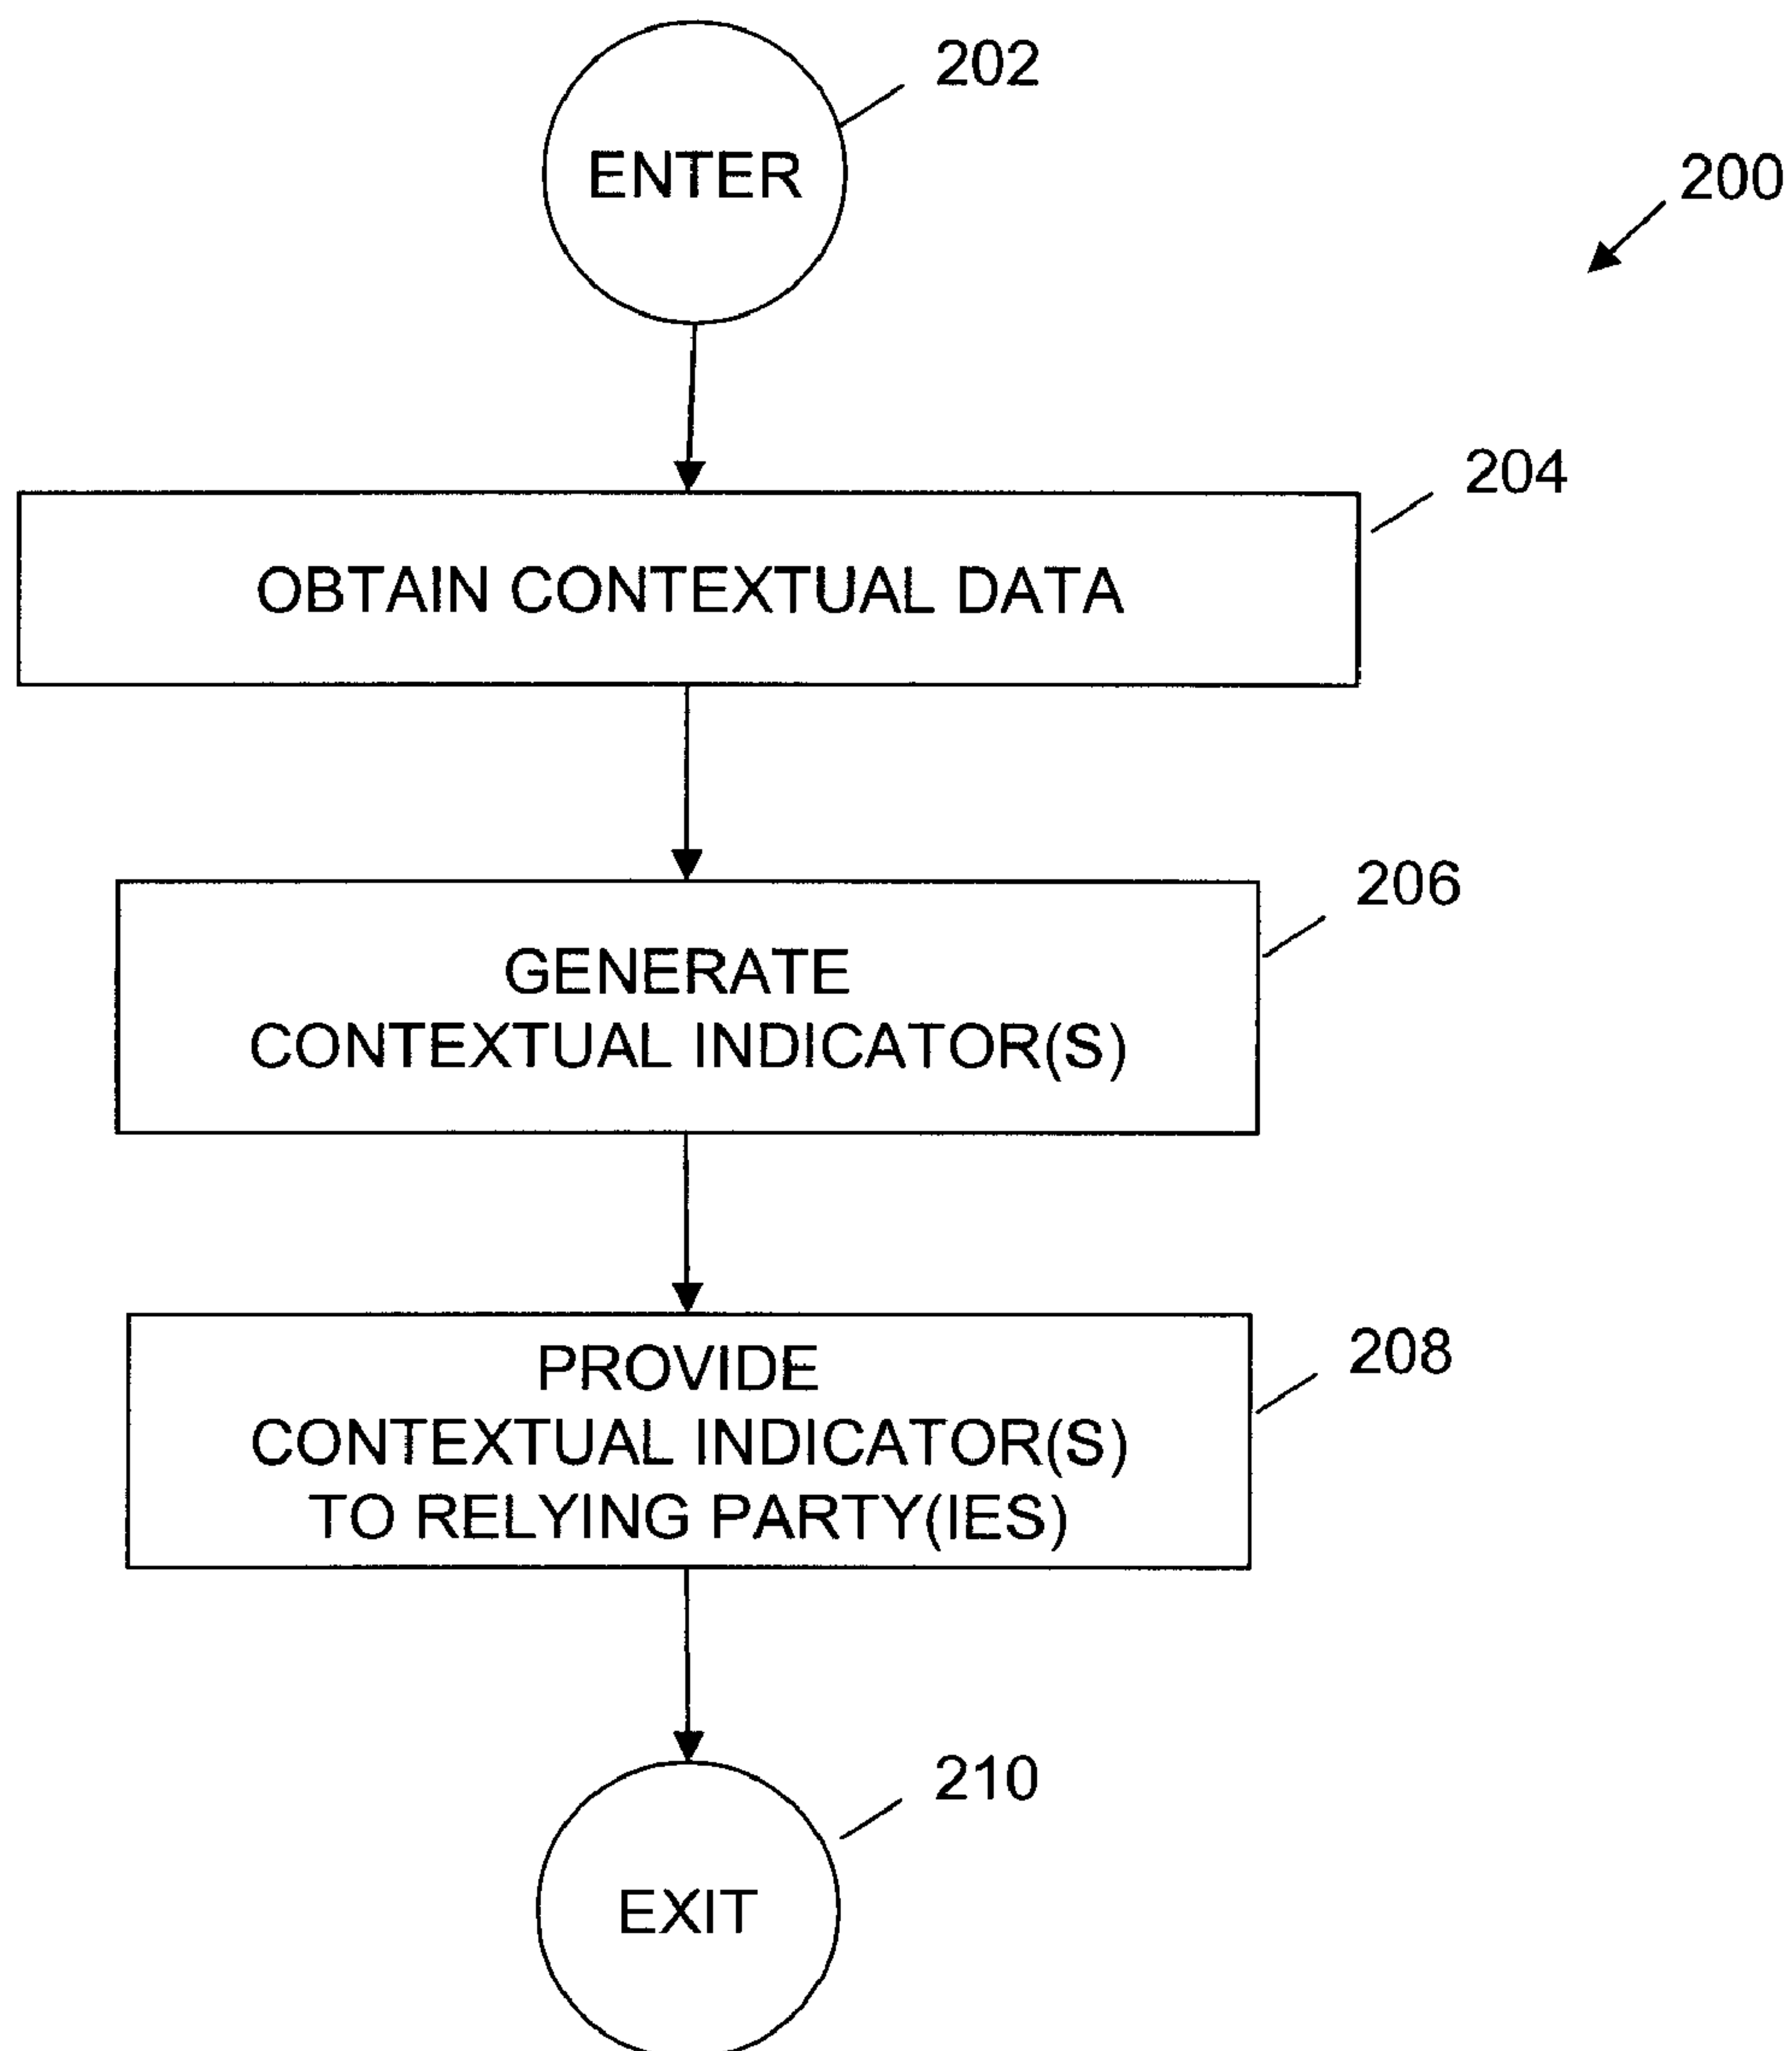 202
ENTER
200
204
OBTAIN CONTEXTUAL DATA
206
GENERATE
CONTEXTUAL INDICATOR(S)
208
PROVIDE
CONTEXTUAL INDICATOR(S)
TO RELYING PARTY(IES)
210
EXIT